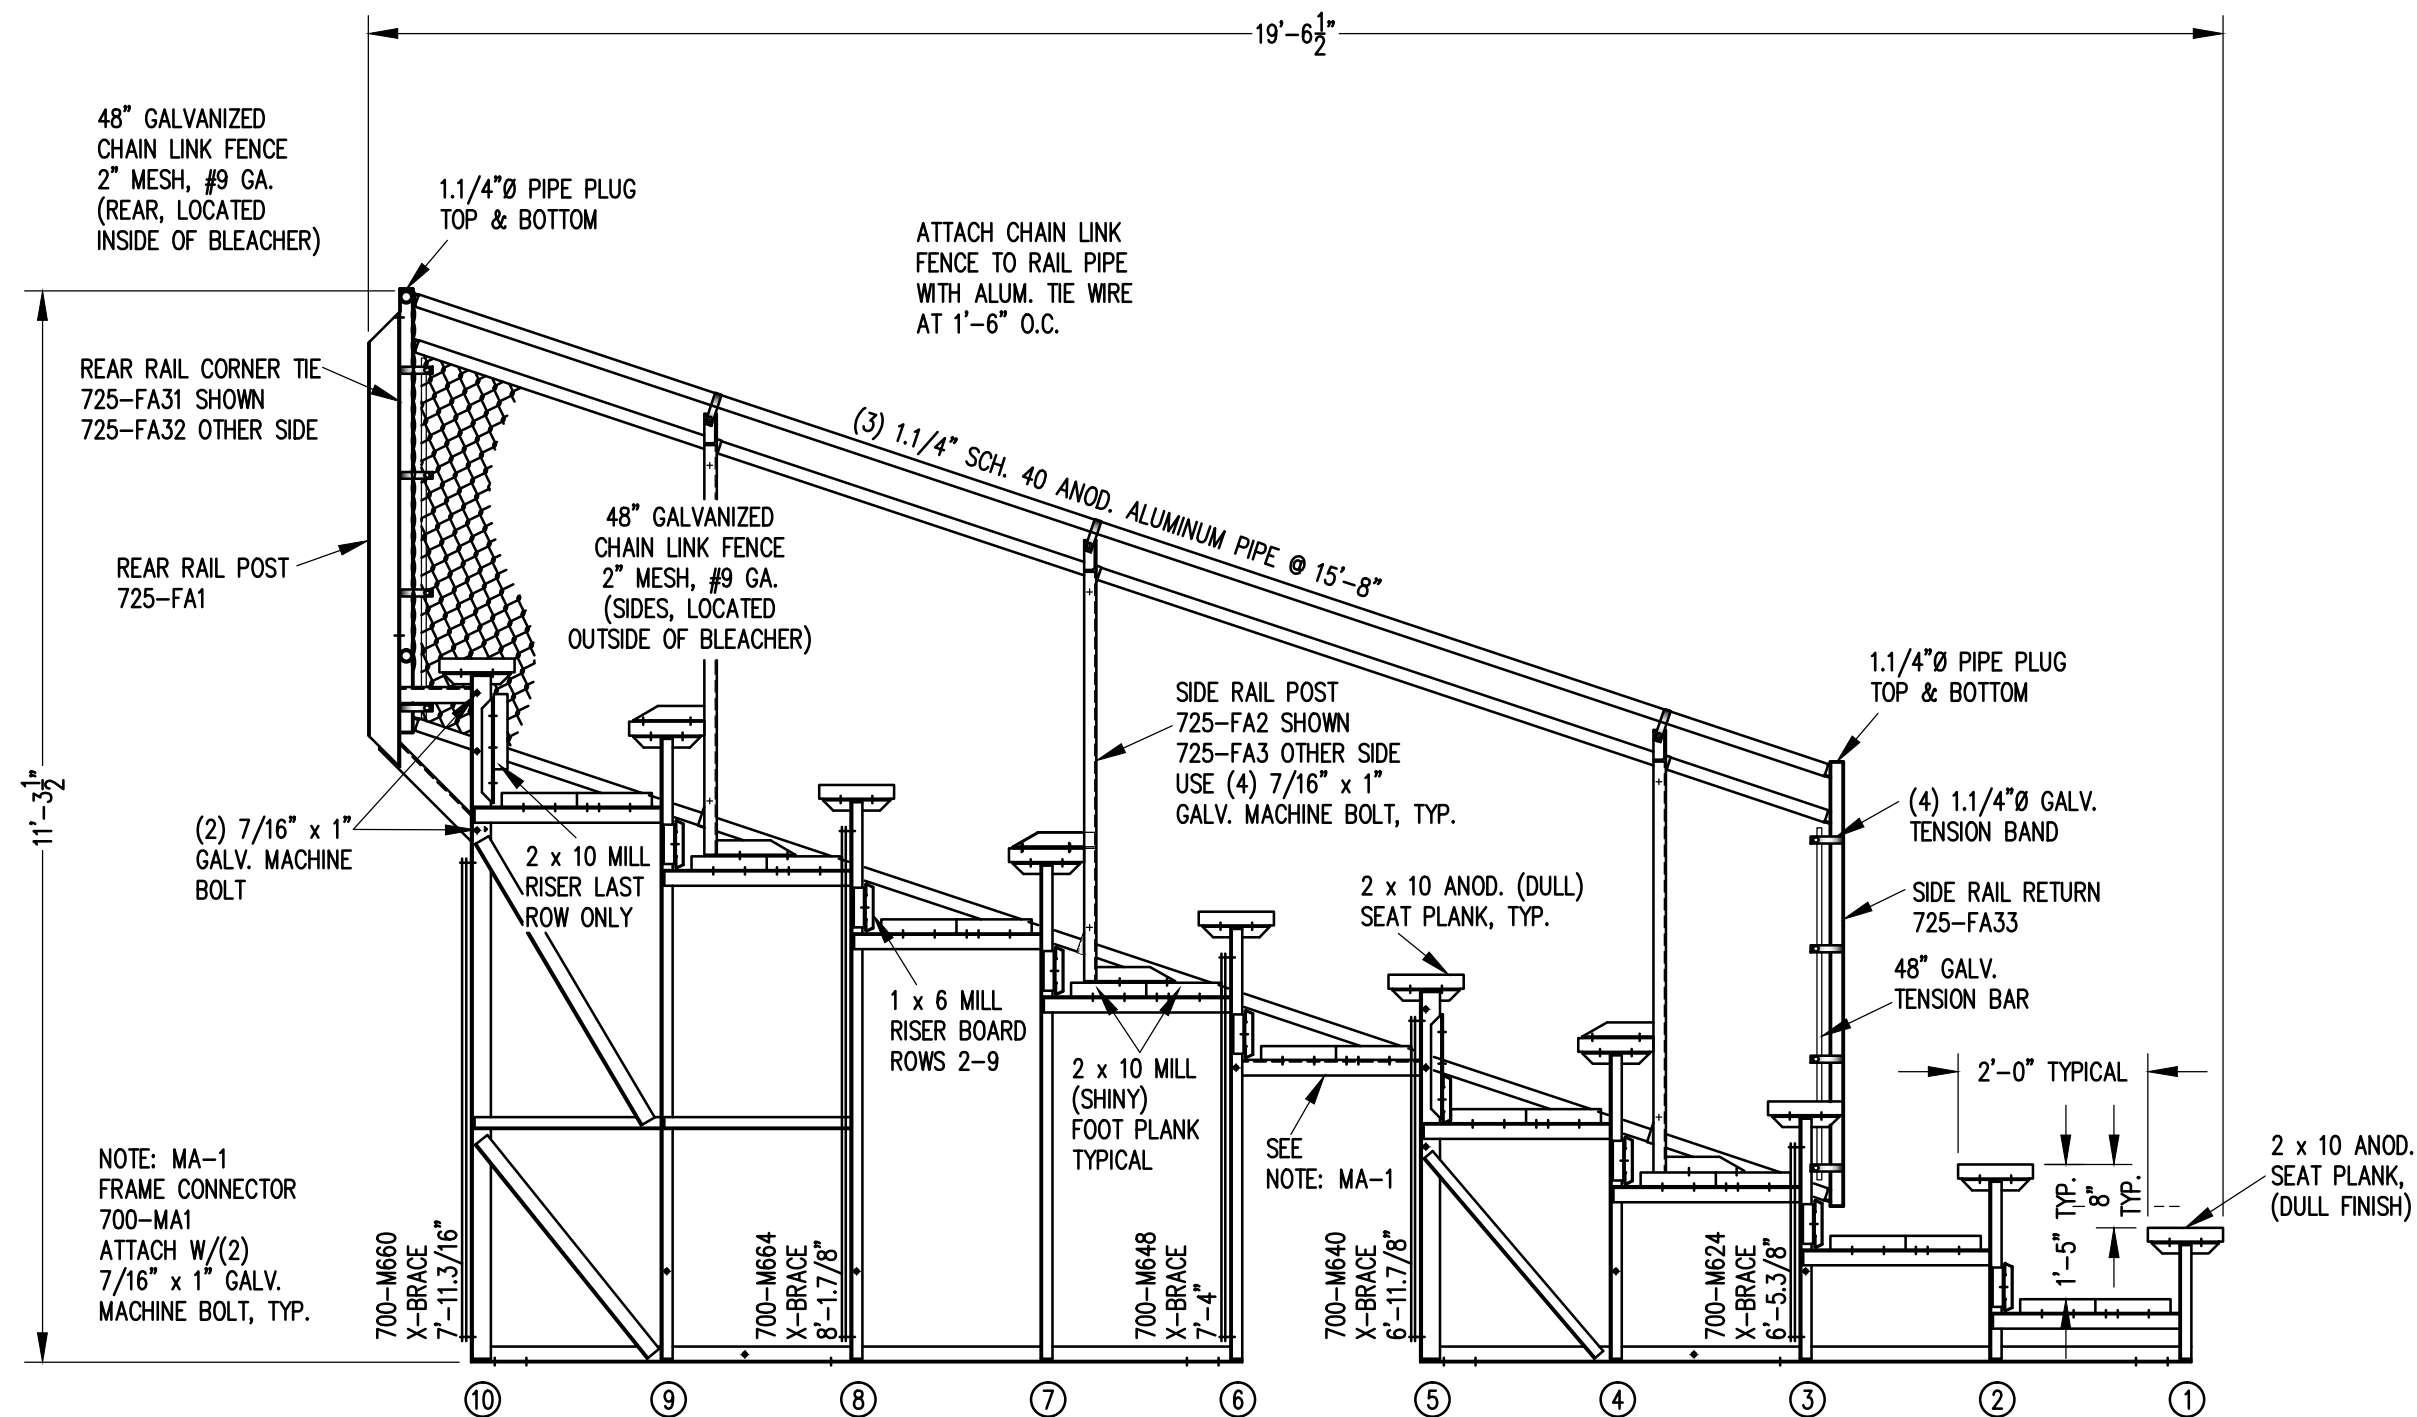 19'-6 1/2"
48" GALVANIZED
CHAIN LINK FENCE
2" MESH, #9 GA.
(REAR, LOCATED
INSIDE OF BLEACHER)
1.1/4"Ø PIPE PLUG
TOP & BOTTOM
ATTACH CHAIN LINK
FENCE TO RAIL PIPE
WITH ALUM. TIE WIRE
AT 1'-6" O.C.
REAR RAIL CORNER TIE
725-FA31 SHOWN
725-FA32 OTHER SIDE
(3) 1.1/4" SCH. 40 ANOD. ALUMINUM PIPE @ 15'-8"
REAR RAIL POST
725-FA1
48" GALVANIZED
CHAIN LINK FENCE
2" MESH, #9 GA.
(SIDES, LOCATED
OUTSIDE OF BLEACHER)
1.1/4"Ø PIPE PLUG
TOP & BOTTOM
SIDE RAIL POST
725-FA2 SHOWN
725-FA3 OTHER SIDE
USE (4) 7/16" x 1"
GALV. MACHINE BOLT, TYP.
11'-3 1/2"
(2) 7/16" x 1"
GALV. MACHINE
BOLT
2 x 10 MILL
RISER LAST
ROW ONLY
(4) 1.1/4"Ø GALV.
TENSION BAND
2 x 10 ANOD. (DULL)
SEAT PLANK, TYP.
SIDE RAIL RETURN
725-FA33
48" GALV.
TENSION BAR
1 x 6 MILL
RISER BOARD
ROWS 2-9
2 x 10 MILL
(SHINY)
FOOT PLANK
TYPICAL
2'-0" TYPICAL
SEE
NOTE: MA-1
2 x 10 ANOD.
SEAT PLANK,
(DULL FINISH)
1'-5" TYP.
8"
TYP.
NOTE: MA-1
FRAME CONNECTOR
700-MA1
ATTACH W/(2)
7/16" x 1" GALV.
MACHINE BOLT, TYP.
700-M660
X-BRACE
7'-11.3/16"
700-M664
X-BRACE
8'-1.7/8"
700-M648
X-BRACE
7'-4"
700-M640
X-BRACE
6'-11.7/8"
700-M624
X-BRACE
6'-5.3/8"
10 9 8 7 6 5 4 3 2 1